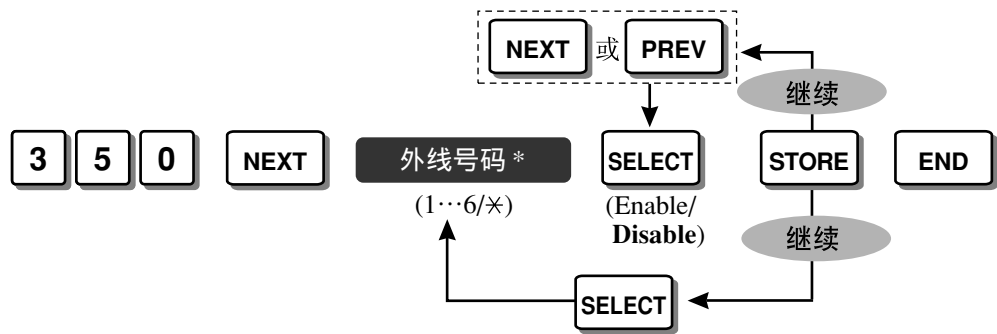 NEXT 或 PREV
继续
3 5 0 NEXT 外线号码* SELECT STORE END
(1···6/✳) (Enable/
Disable)
继续
SELECT